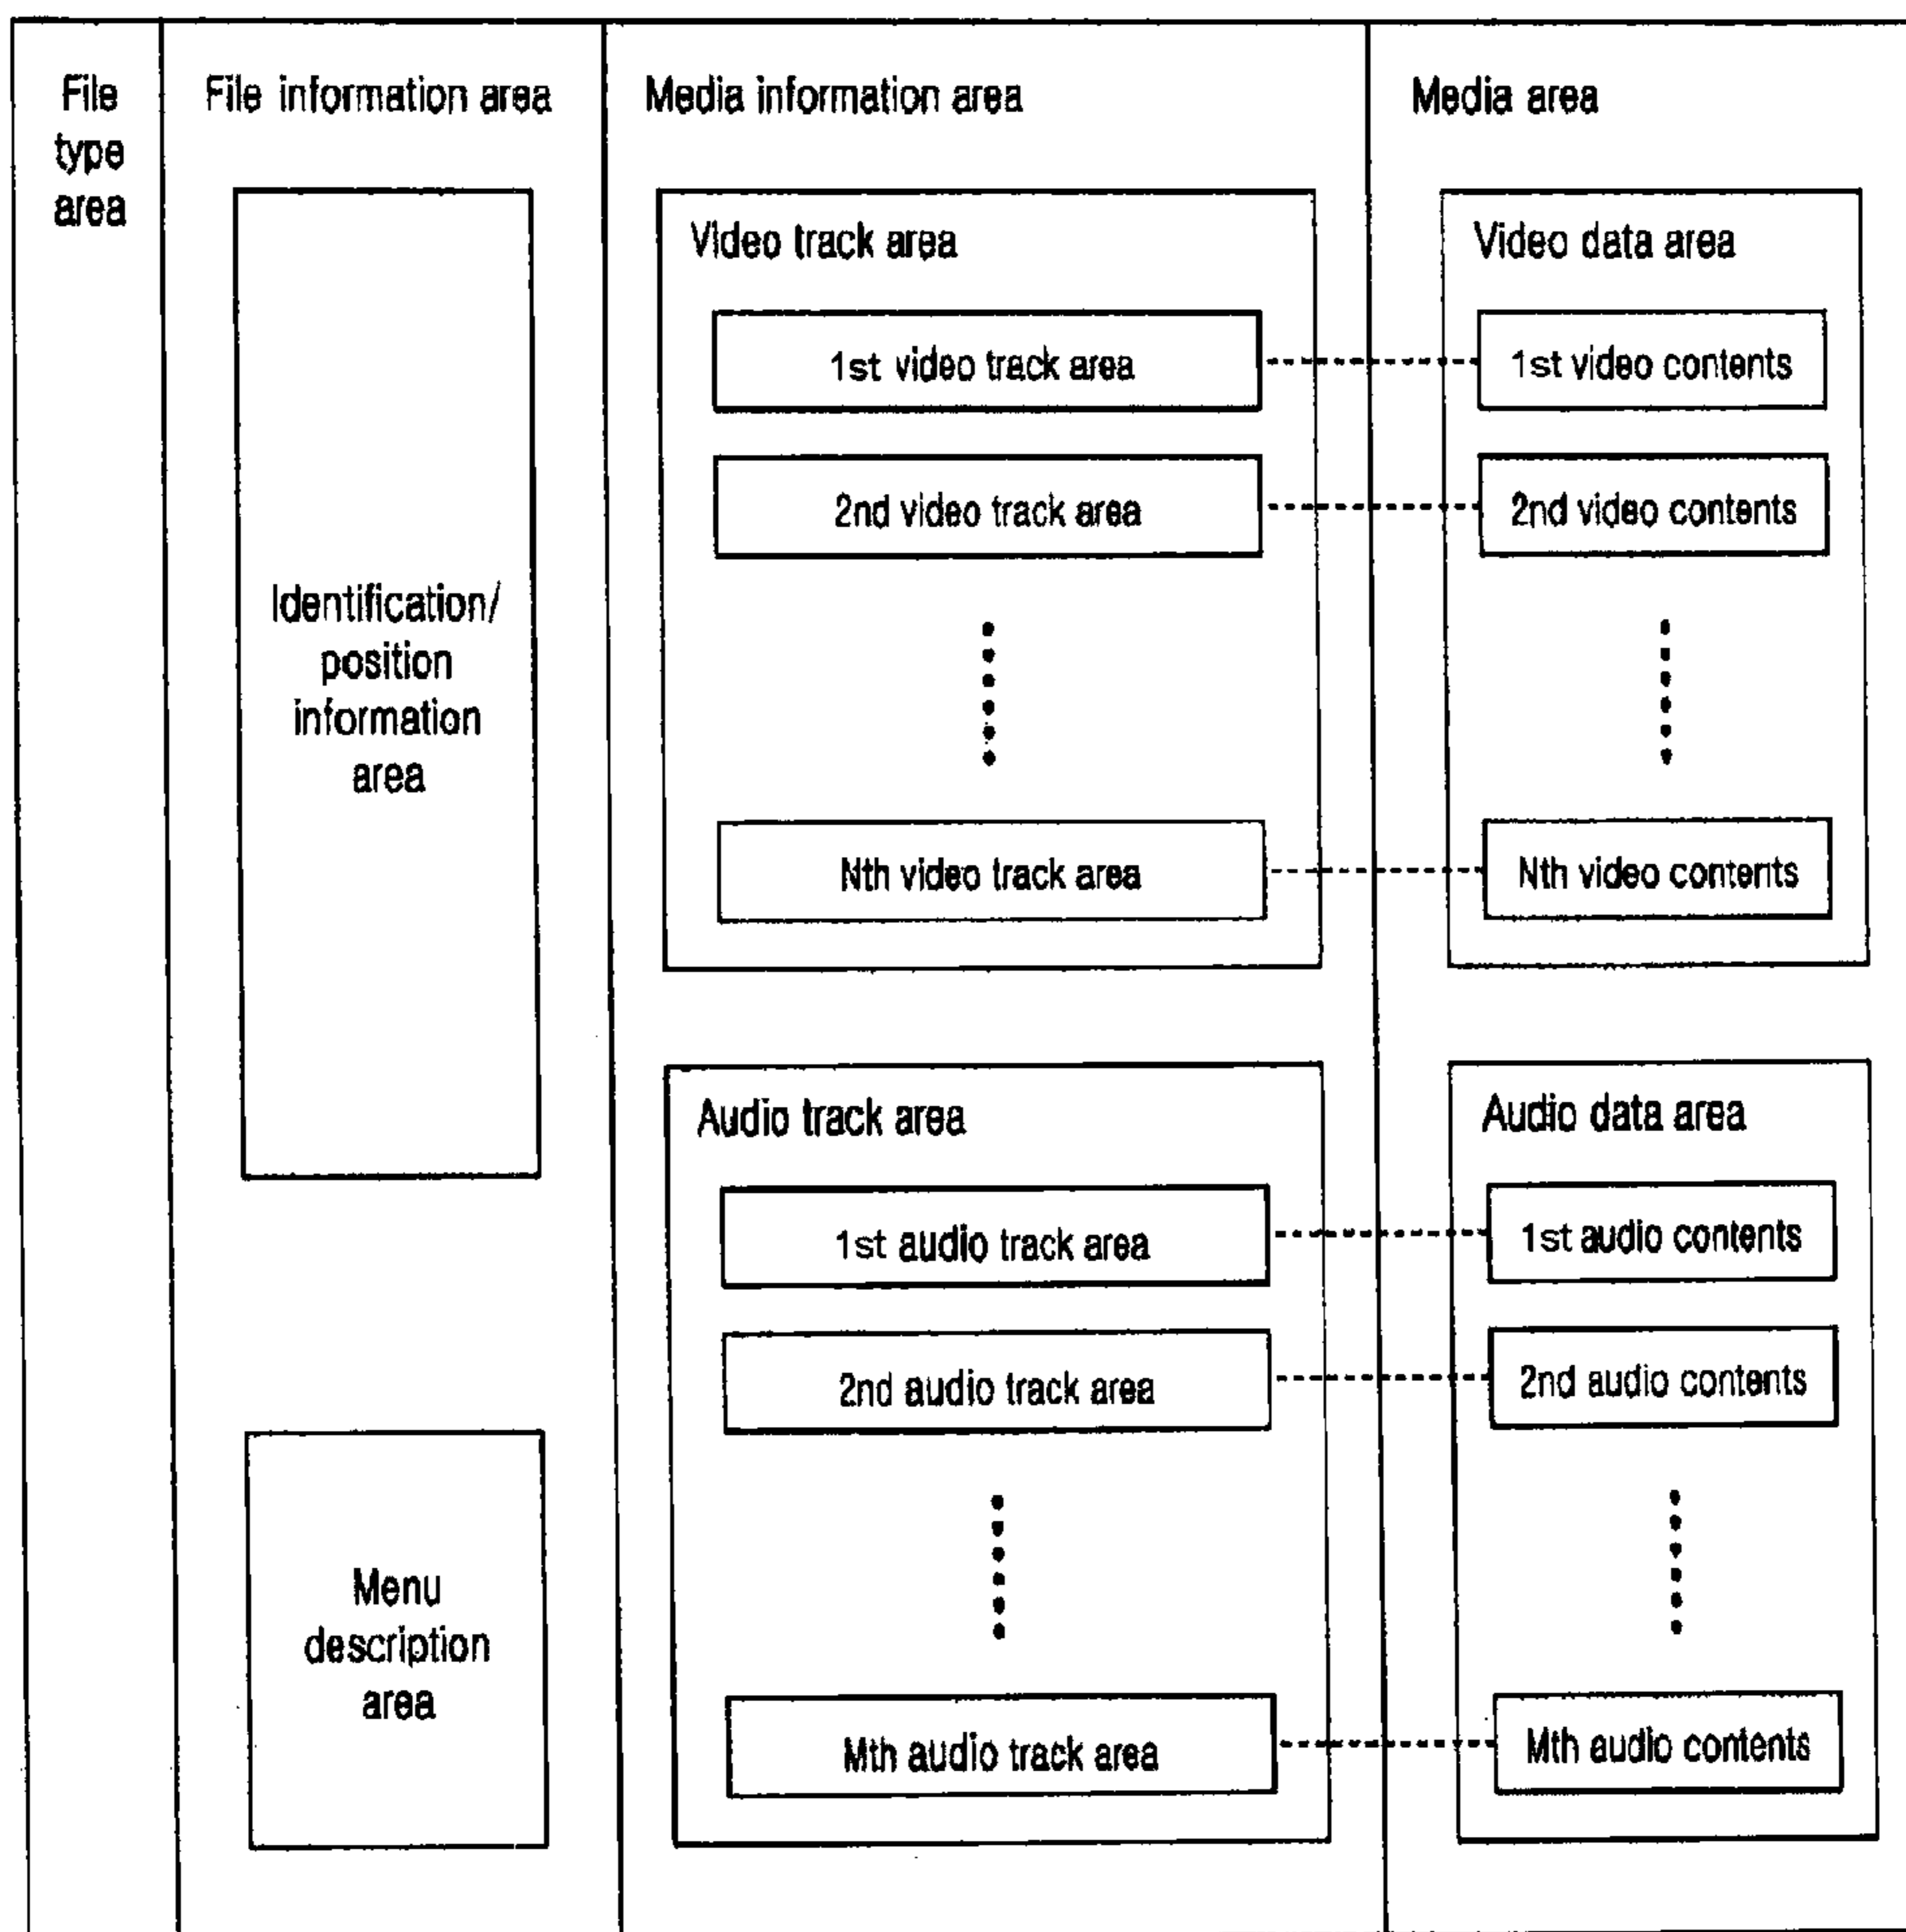 File
type
area
File information area
Identification/
position
information
area
Menu
description
area
Media information area
Video track area
1st video track area
2nd video track area
Nth video track area
Audio track area
1st audio track area
2nd audio track area
Mth audio track area
Media area
Video data area
1st video contents
2nd video contents
Nth video contents
Audio data area
1st audio contents
2nd audio contents
Mth audio contents